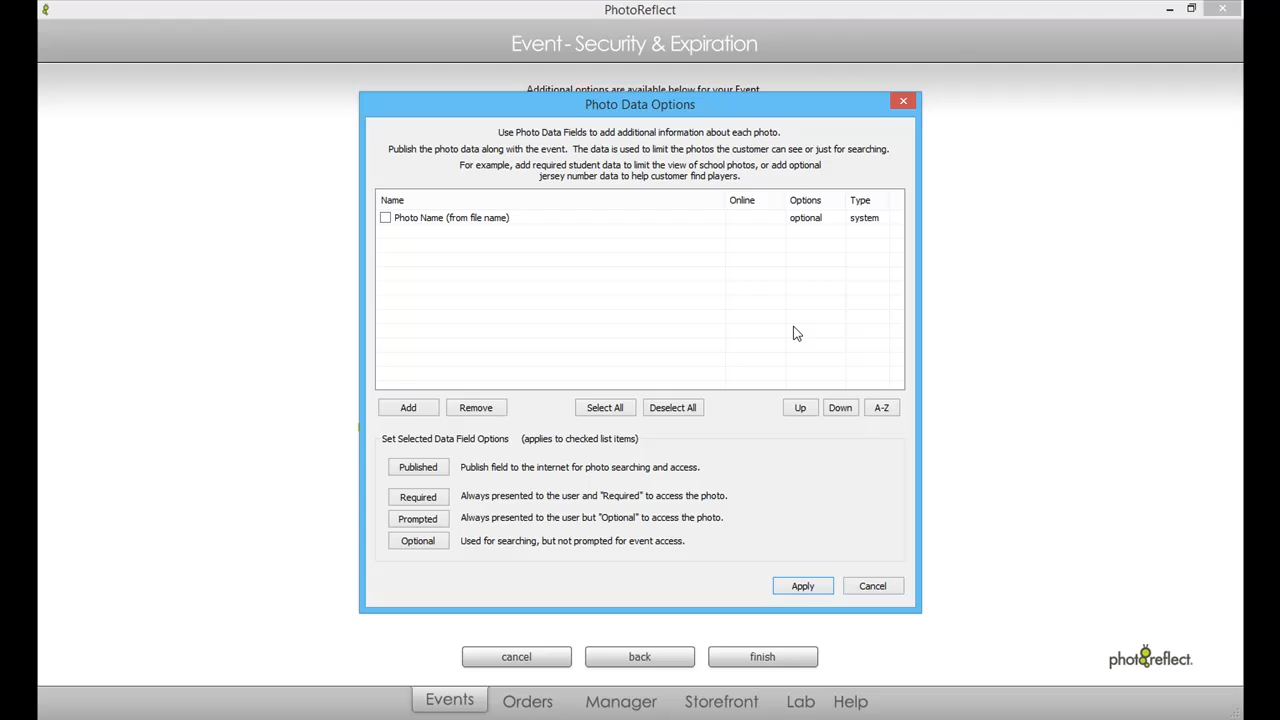 PhotoReflect
Event - Security & Expiration
Additional options are available below for your Event.
Photo Data Options
Use Photo Data Fields to add additional information about each photo.
Publish the photo data along with the event. The data is used to limit the photos the customer can see or just for searching.
For example, add required student data to limit the view of school photos, or add optional
jersey number data to help customer find players.
Name Online Options Type
Photo Name (from file name) optional system
Add Remove Select All Deselect All Up Down A-Z
Set Selected Data Field Options (applies to checked list items)
Published Publish field to the internet for photo searching and access.
Required Always presented to the user and "Required" to access the photo.
Prompted Always presented to the user but "Optional" to access the photo.
Optional Used for searching, but not prompted for event access.
Apply Cancel
cancel back finish
photoreflect.
Events Orders Manager Storefront Lab Help